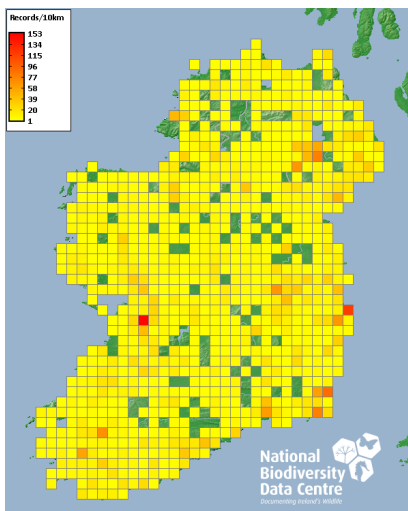 Records/10km
153
134
115
96
77
58
39
20
1
National
Biodiversity
Data Centre
Documenting Ireland's Wildlife